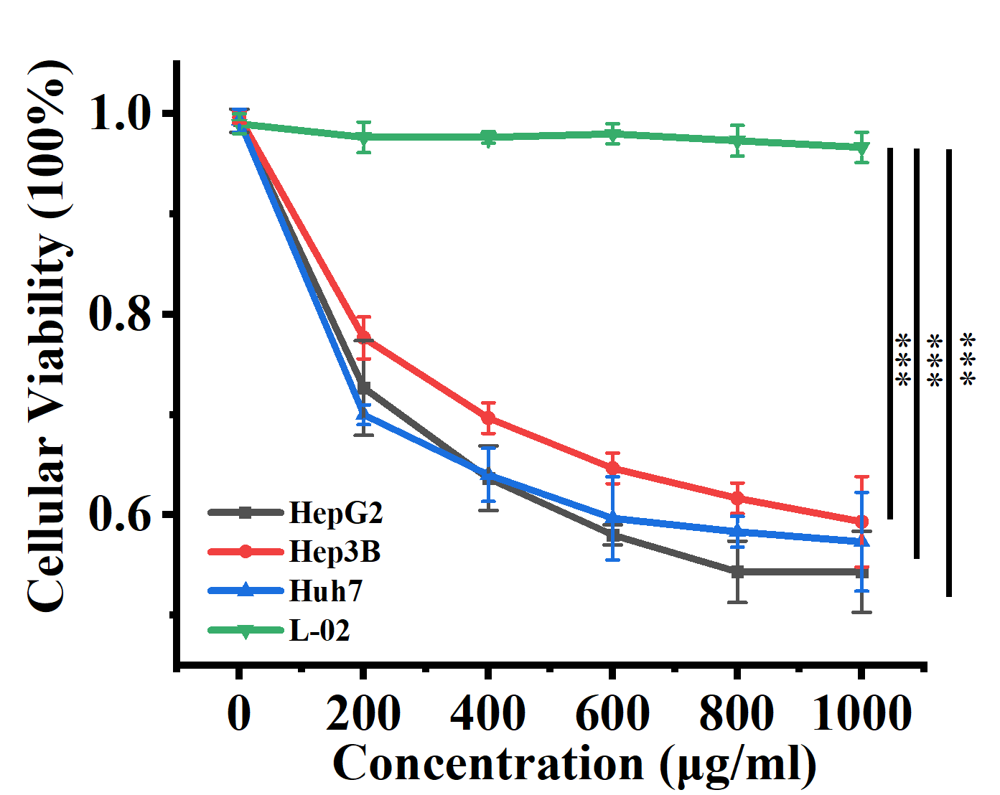 Cellular Viability (100%)
1.0
0.8
0.6
HepG2
Hep3B
Huh7
L-02
***
***
***
0 200 400 600 800 1000
Concentration (μg/ml)